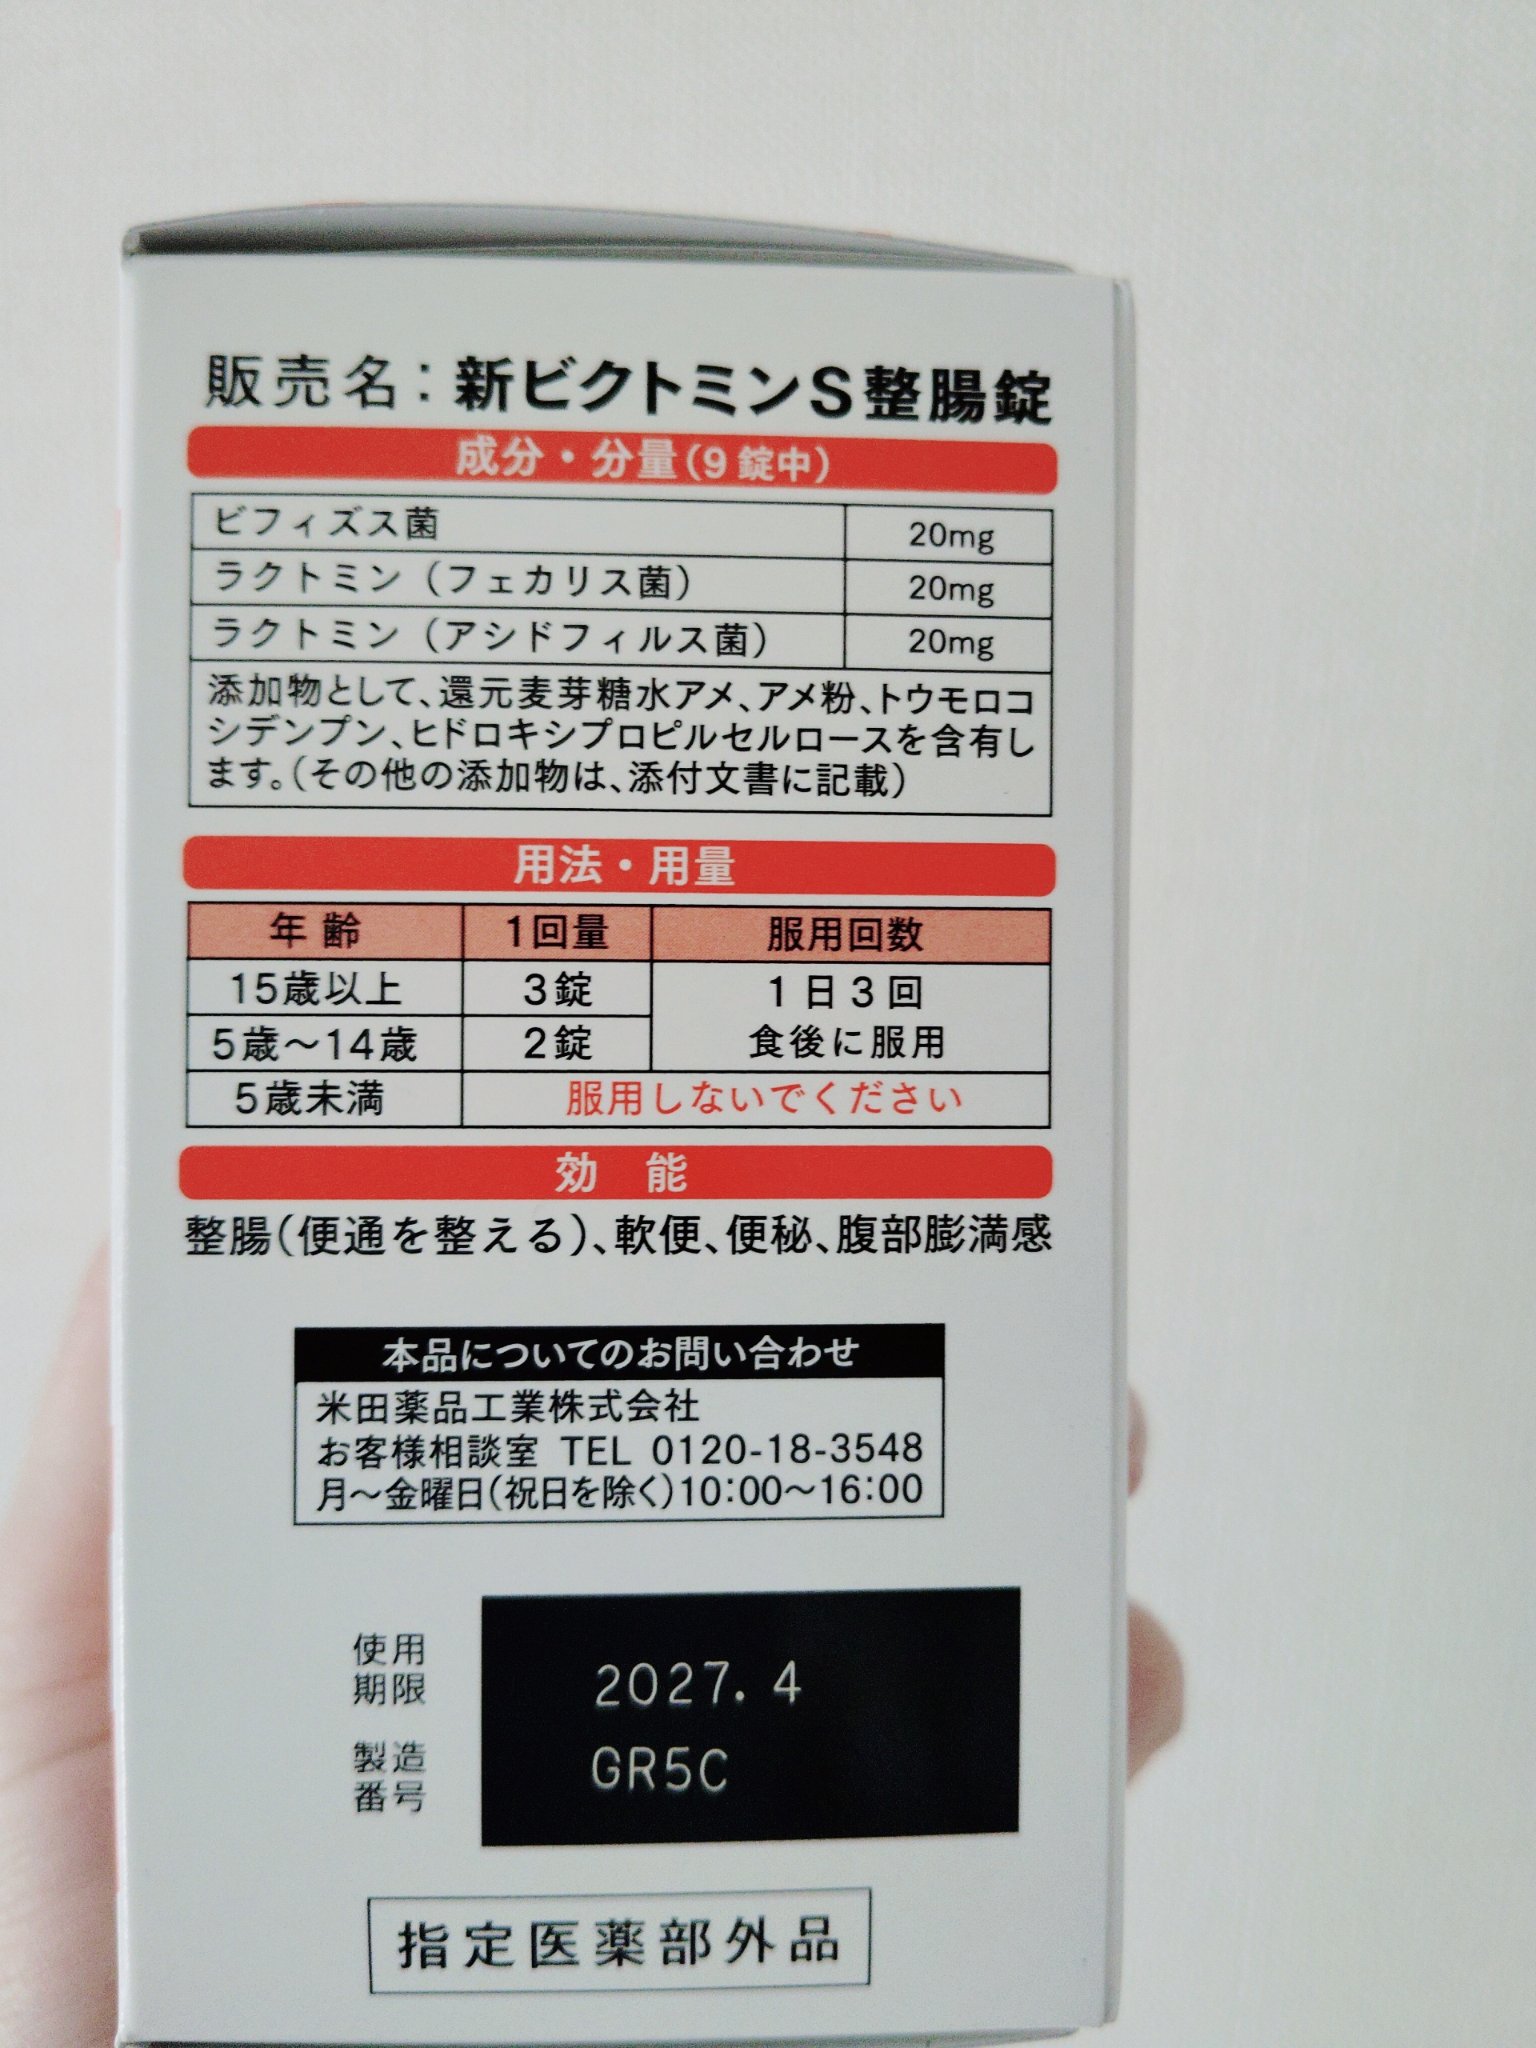 販売名：新ビクトミンS整腸錠
成分・分量(9錠中)
ビフィズス菌 20mg
ラクトミン（フェカリス菌） 20mg
ラクトミン（アシドフィルス菌） 20mg
添加物として、還元麦芽糖水アメ、アメ粉、トウモロコ
シデンプン、ヒドロキシプロピルセルロースを含有し
ます。（その他の添加物は、添付文書に記載）
用法・用量
年齢 1回量 服用回数
15歳以上 3錠 1日3回
5歳～14歳 2錠 食後に服用
5歳未満 服用しないでください
効 能
整腸（便通を整える）、軟便、便秘、腹部膨満感
本品についてのお問い合わせ
米田薬品工業株式会社
お客様相談室 TEL 0120-18-3548
月～金曜日（祝日を除く）10:00～16:00
使用
期限 2027. 4
製造
番号 GR5C
指定医薬部外品